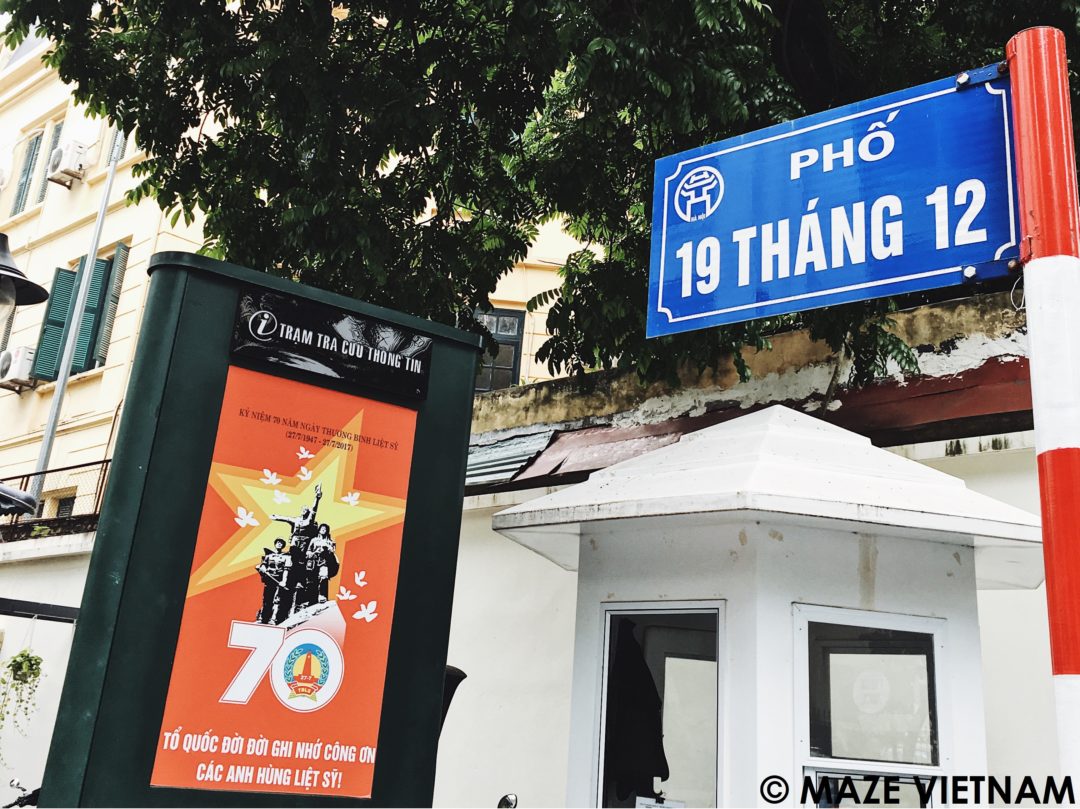 PHỐ
19 THÁNG 12
HÀ NỘI
i TRẠM TRA CỨU THÔNG TIN
KỶ NIỆM 70 NĂM NGÀY THƯƠNG BINH LIỆT SỸ
(27/7/1947 - 27/7/2017)
70
27-7
TBLS
TỔ QUỐC ĐỜI ĐỜI GHI NHỚ CÔNG ƠN
CÁC ANH HÙNG LIỆT SỸ!
© MAZE VIETNAM